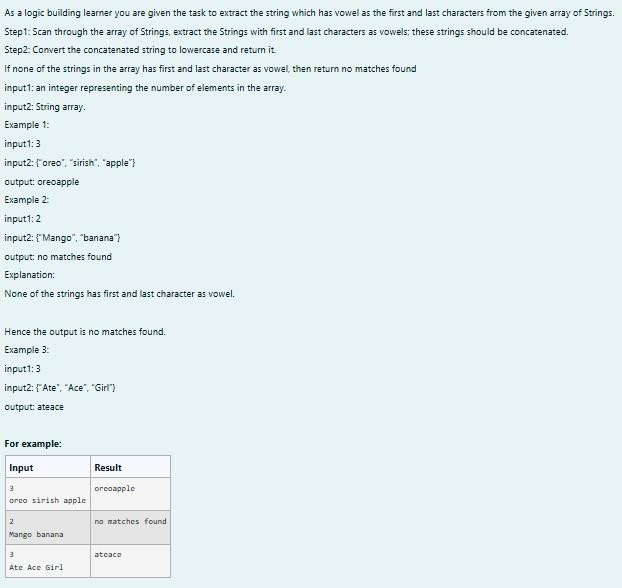 As a logic building learner you are given the task to extract the string which has vowel as the first and last characters from the given array of Strings.
Step1: Scan through the array of Strings, extract the Strings with first and last characters as vowels; these strings should be concatenated.
Step2: Convert the concatenated string to lowercase and return it.
If none of the strings in the array has first and last character as vowel, then return no matches found
input1: an integer representing the number of elements in the array.
input2: String array.
Example 1:
input1: 3
input2: {"oreo", "sirish", "apple"}
output: oreoapple
Example 2:
input1: 2
input2: {"Mango", "banana"}
output: no matches found
Explanation:
None of the strings has first and last character as vowel.
Hence the output is no matches found.
Example 3:
input1: 3
input2: {"Ate", "Ace", "Girl"}
output: ateace
For example:
Input Result
3 oreoapple
oreo sirish apple
2 no matches found
Mango banana
3 ateace
Ate Ace Girl